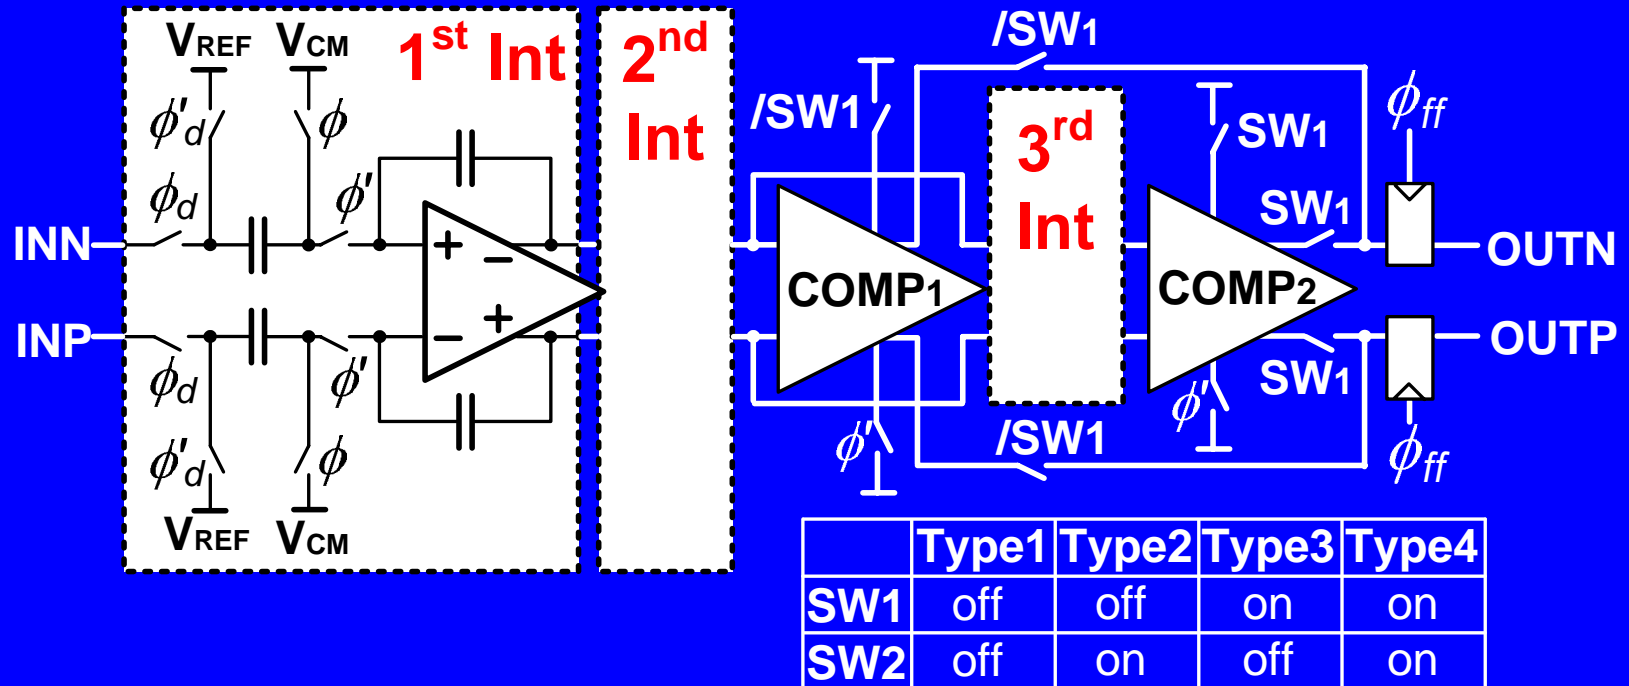 VREF VCM 1st Int
2nd Int
/SW1
ϕ'd ϕ
/SW1
3rd Int
SW1
ϕff
ϕd ϕ'
SW1
INN + − COMP1 COMP2 OUTN
INP − + OUTP
ϕd ϕ'
ϕ' ϕ' SW1
ϕ'd ϕ
/SW1
ϕff
VREF VCM
Type1 Type2 Type3 Type4
SW1 off off on on
SW2 off on off on